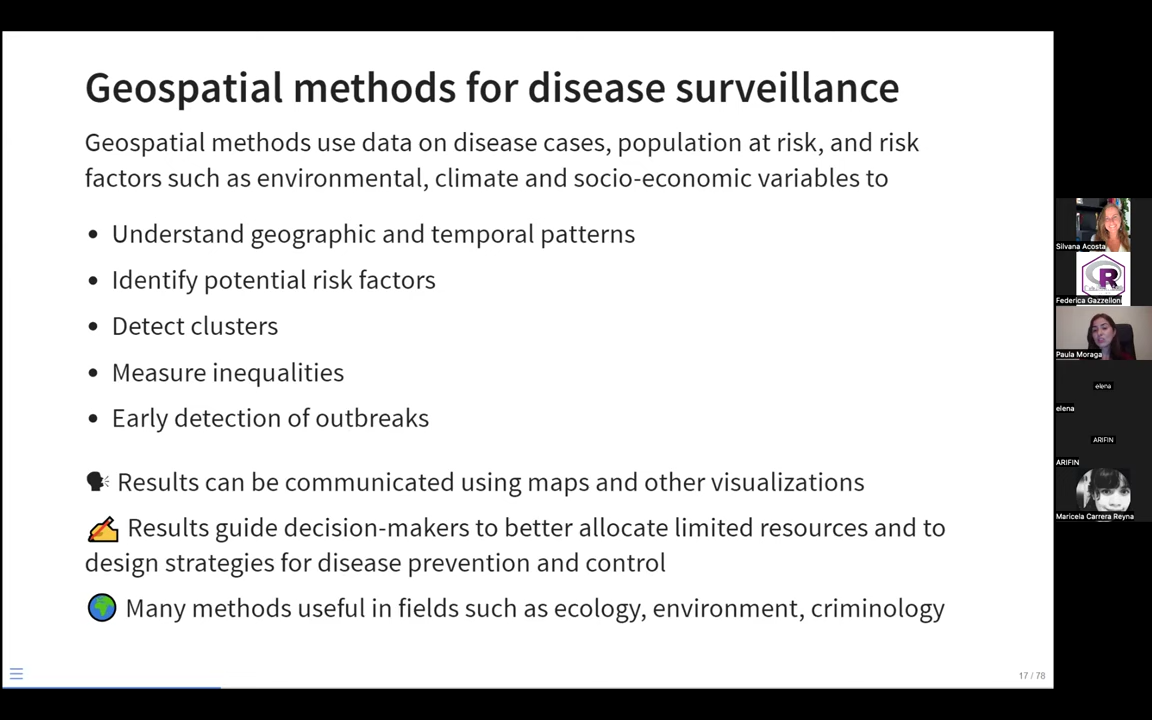 Geospatial methods for disease surveillance
Geospatial methods use data on disease cases, population at risk, and risk
factors such as environmental, climate and socio-economic variables to
Understand geographic and temporal patterns
Identify potential risk factors
Detect clusters
Measure inequalities
Early detection of outbreaks
Results can be communicated using maps and other visualizations
Results guide decision-makers to better allocate limited resources and to
design strategies for disease prevention and control
Many methods useful in fields such as ecology, environment, criminology
17 / 78
Silvana Acosta
R
Federica Gazzelloni
Paula Moraga
elena
elena
ARIFIN
ARIFIN
Maricela Carrera Reyna